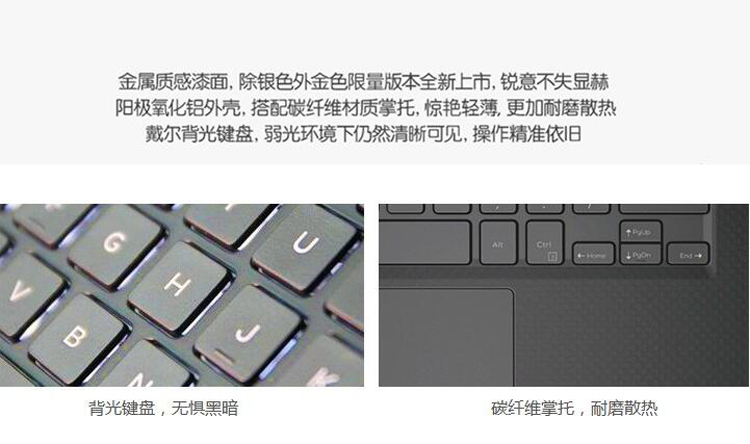 金属质感漆面, 除银色外金色限量版本全新上市, 锐意不失显赫
阳极氧化铝外壳, 搭配碳纤维材质掌托, 惊艳轻薄, 更加耐磨散热
戴尔背光键盘, 弱光环境下仍然清晰可见, 操作精准依旧
G
U
V
H
B
J
K
Alt
Ctrl
↑ PgUp
← Home
↓ PgDn
End →
背光键盘，无惧黑暗
碳纤维掌托，耐磨散热